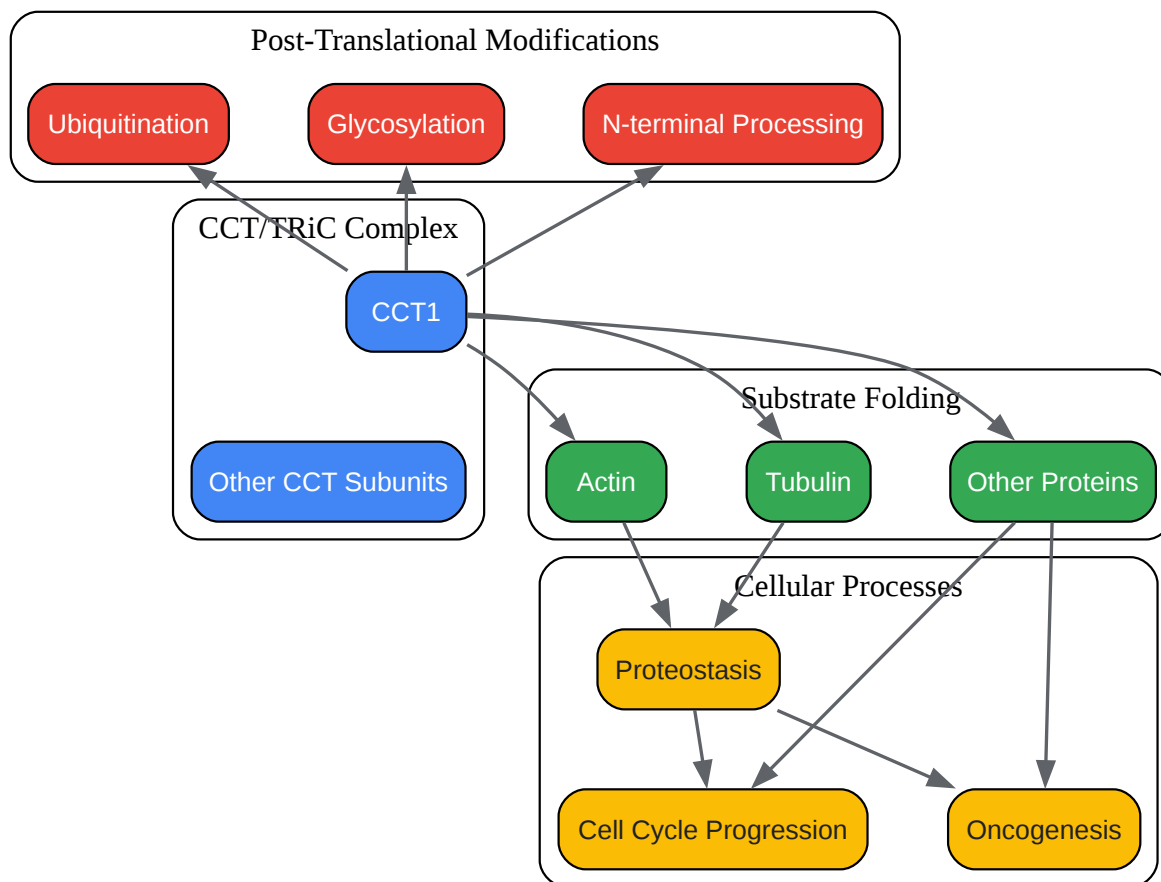 Post-Translational Modifications
Ubiquitination
Glycosylation
N-terminal Processing
CCT/TRiC Complex
CCT1
Other CCT Subunits
Substrate Folding
Actin
Tubulin
Other Proteins
Cellular Processes
Proteostasis
Cell Cycle Progression
Oncogenesis